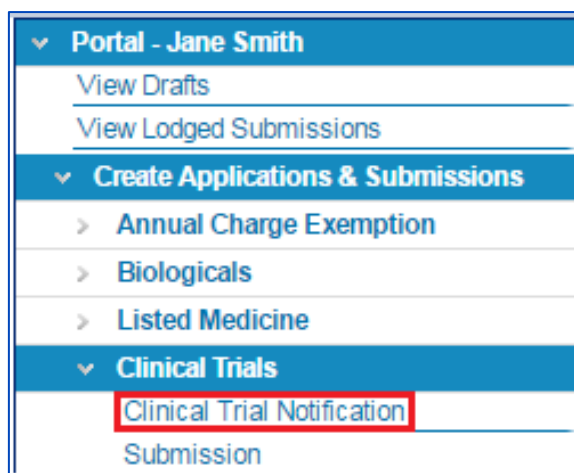 Portal - Jane Smith
View Drafts
View Lodged Submissions
Create Applications & Submissions
Annual Charge Exemption
Biologicals
Listed Medicine
Clinical Trials
Clinical Trial Notification
Submission